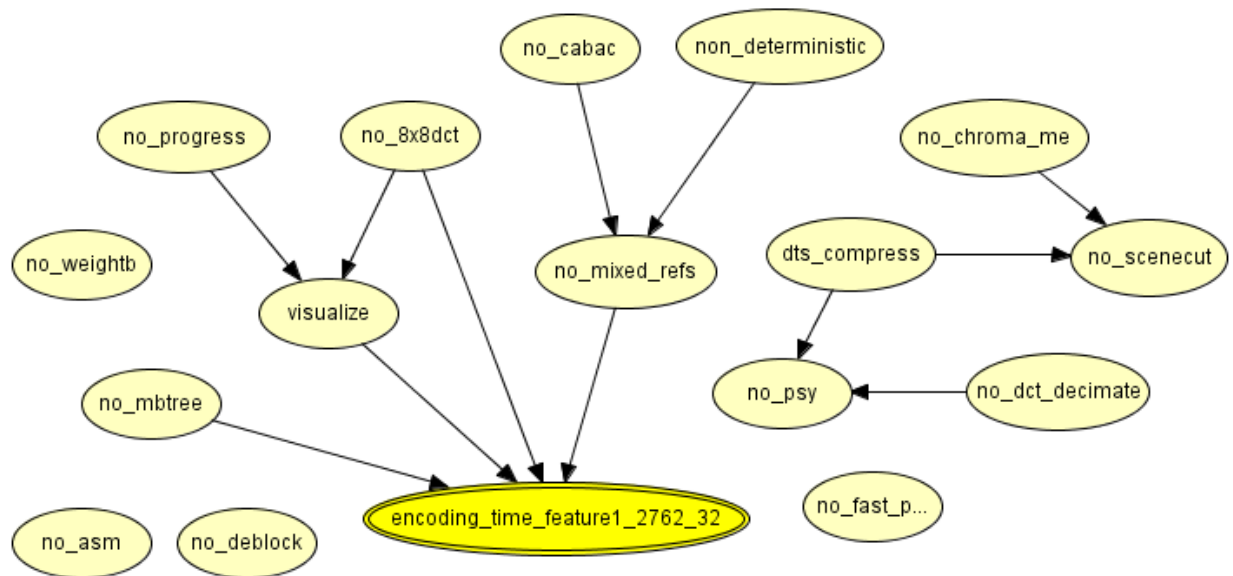 no_cabac
non_deterministic
no_progress
no_8x8dct
no_chroma_me
no_weightb
no_mixed_refs
dts_compress
no_scenecut
visualize
no_mbtree
no_psy
no_dct_decimate
encoding_time_feature1_2762_32
no_fast_p...
no_asm
no_deblock